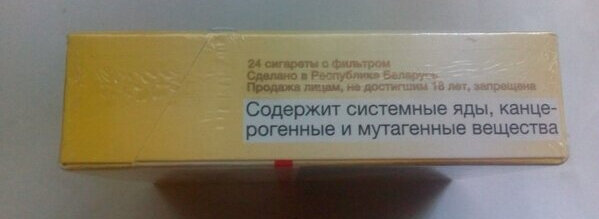 24 сигареты с фильтром
Сделано в Республике Беларусь
Продажа лицам, не достигшим 18 лет, запрещена
Содержит системные яды, канце-
рогенные и мутагенные вещества